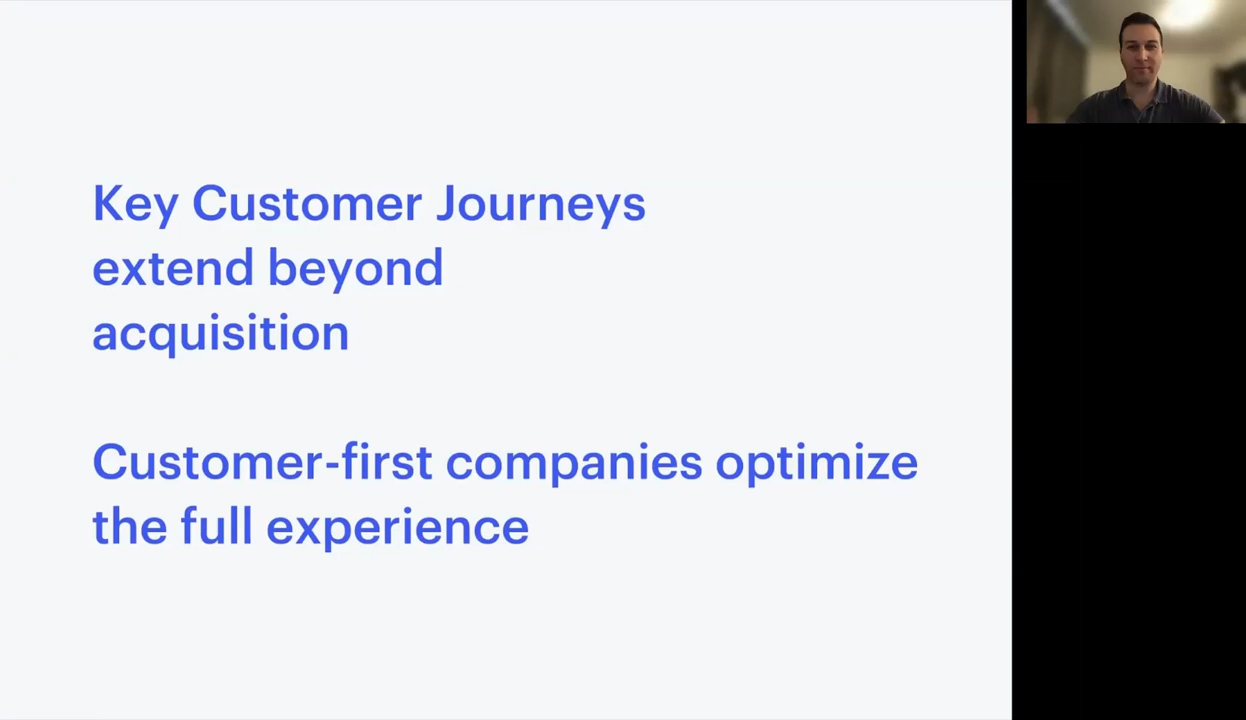 Key Customer Journeys
extend beyond
acquisition
Customer-first companies optimize
the full experience